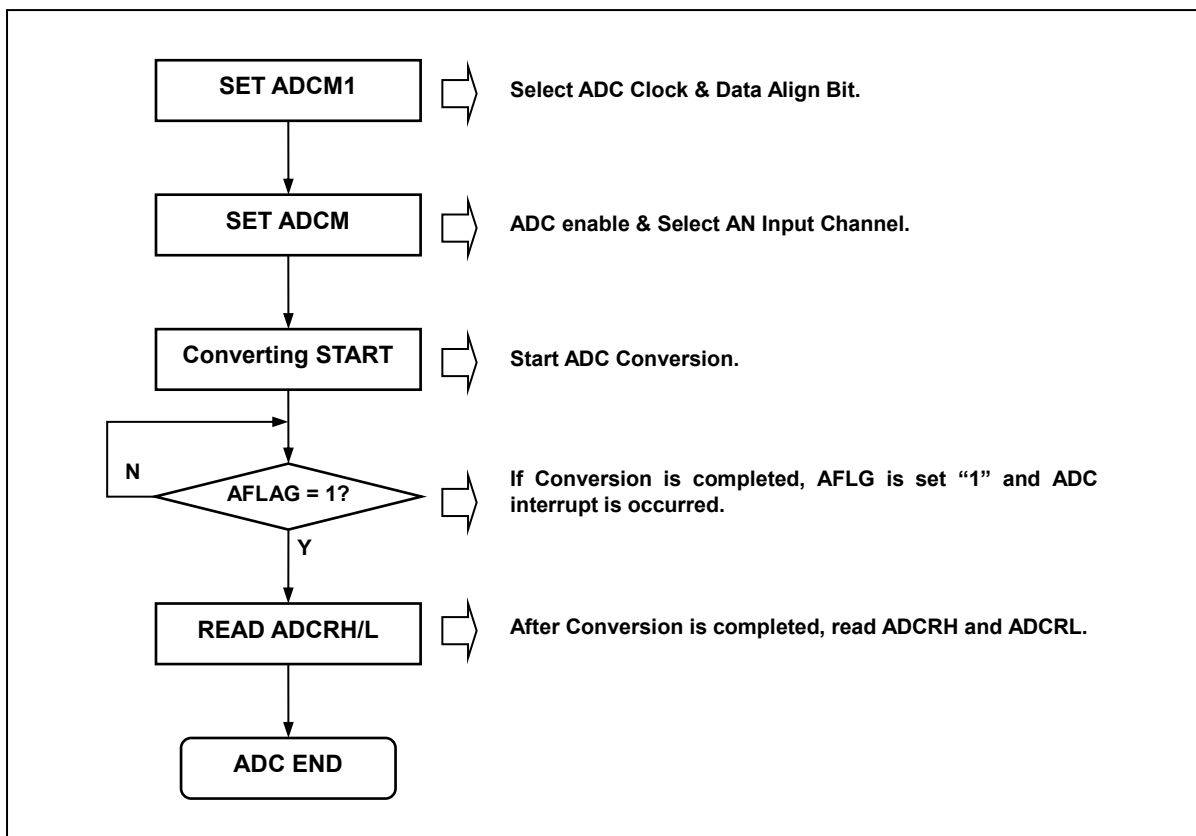 SET ADCM1
Select ADC Clock & Data Align Bit.
SET ADCM
ADC enable & Select AN Input Channel.
Converting START
Start ADC Conversion.
N
AFLAG = 1?
If Conversion is completed, AFLG is set “1” and ADC
interrupt is occurred.
Y
READ ADCRH/L
After Conversion is completed, read ADCRH and ADCRL.
ADC END